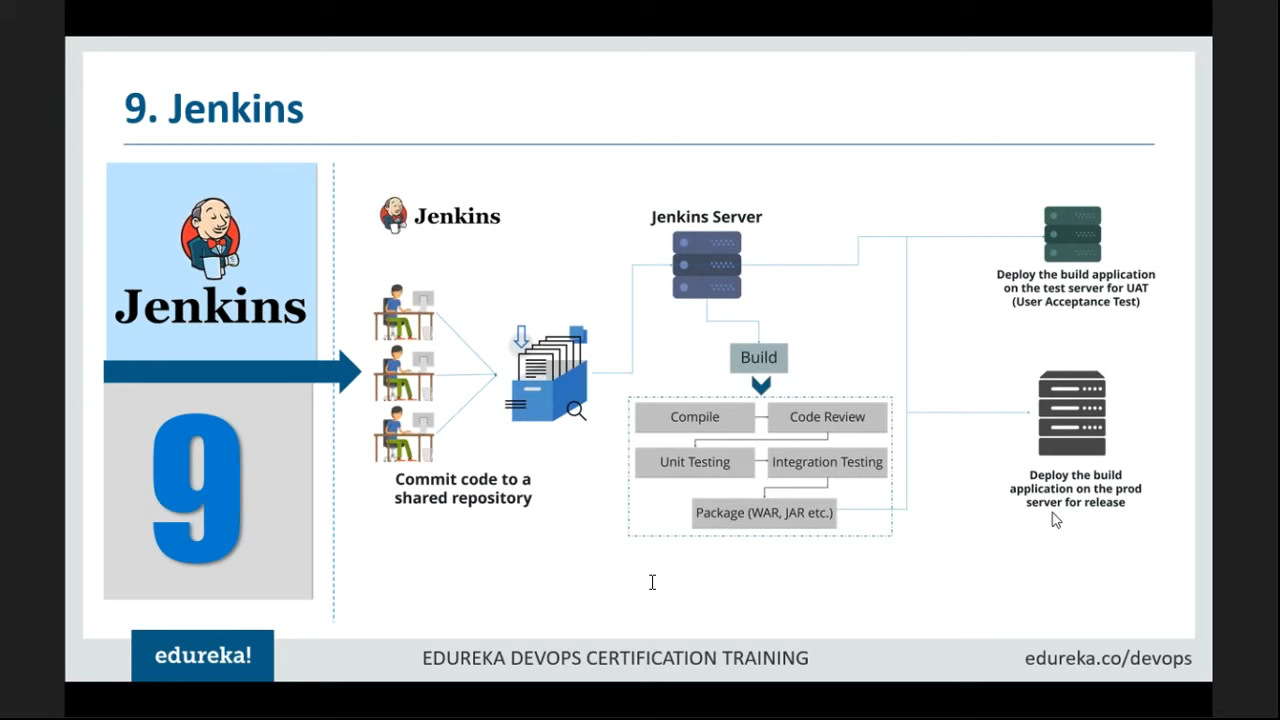 9. Jenkins
Jenkins
9
Jenkins
Commit code to a
shared repository
Jenkins Server
Build
Compile
Code Review
Unit Testing
Integration Testing
Package (WAR, JAR etc.)
Deploy the build application
on the test server for UAT
(User Acceptance Test)
Deploy the build
application on the prod
server for release
edureka!
EDUREKA DEVOPS CERTIFICATION TRAINING
edureka.co/devops